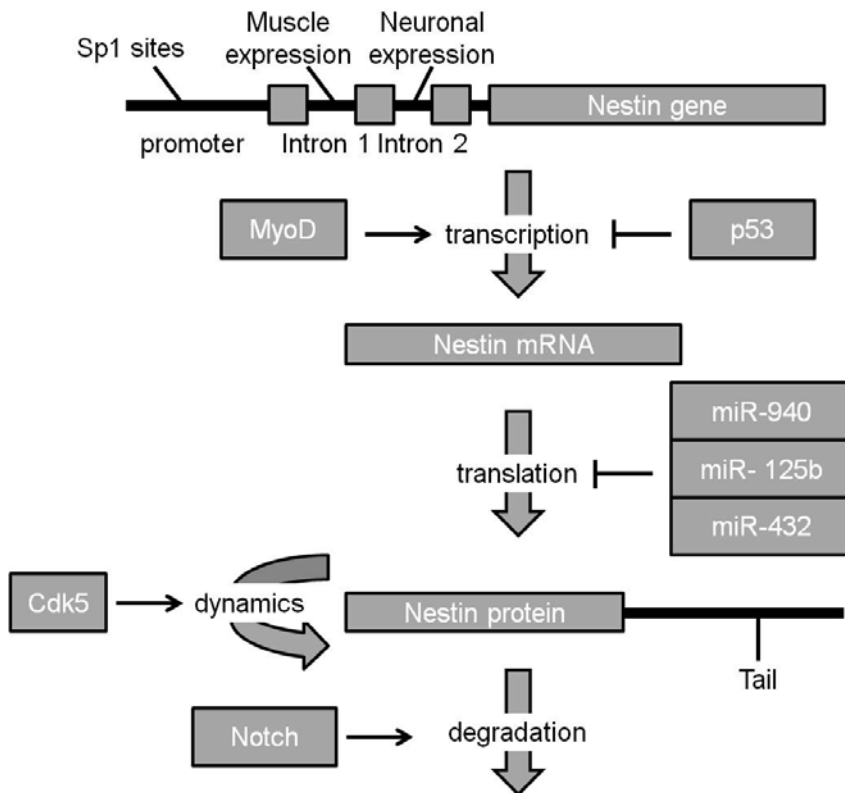 Sp1 sites
Muscle
expression
Neuronal
expression
Nestin gene
promoter
Intron 1
Intron 2
MyoD
transcription
p53
Nestin mRNA
miR-940
translation
miR- 125b
miR-432
Cdk5
dynamics
Nestin protein
Tail
Notch
degradation